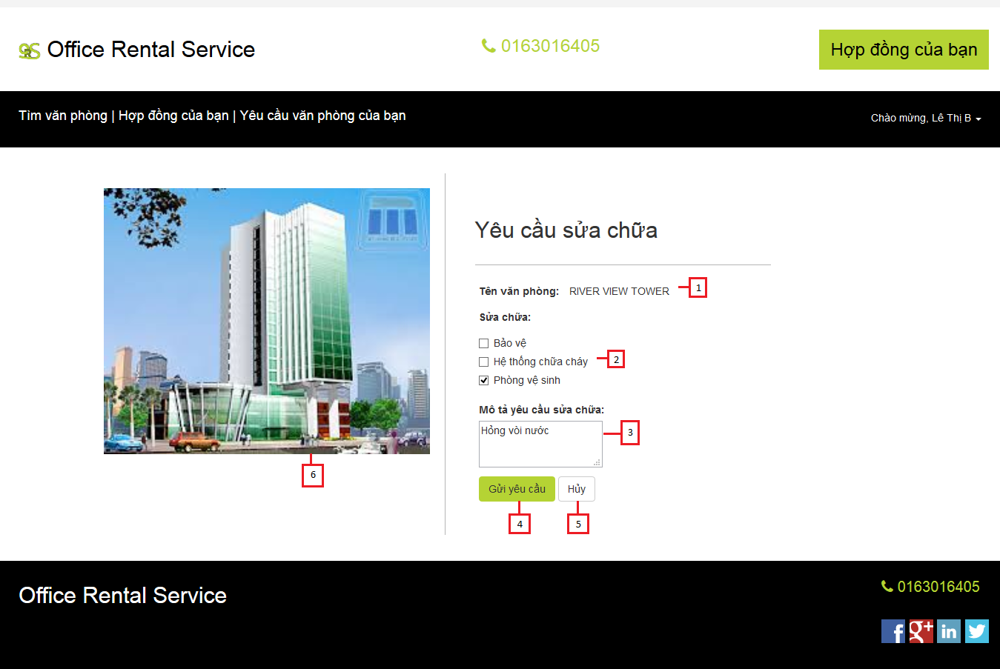 Office Rental Service
0163016405
Hợp đồng của bạn
Tìm văn phòng | Hợp đồng của bạn | Yêu cầu văn phòng của bạn
Chào mừng, Lê Thị B
Yêu cầu sửa chữa
Tên văn phòng: RIVER VIEW TOWER
1
Sửa chữa:
Bảo vệ
Hệ thống chữa cháy
2
Phòng vệ sinh
Mô tả yêu cầu sửa chữa:
Hỏng vòi nước
3
Gửi yêu cầu
Hủy
4
5
6
Office Rental Service
0163016405